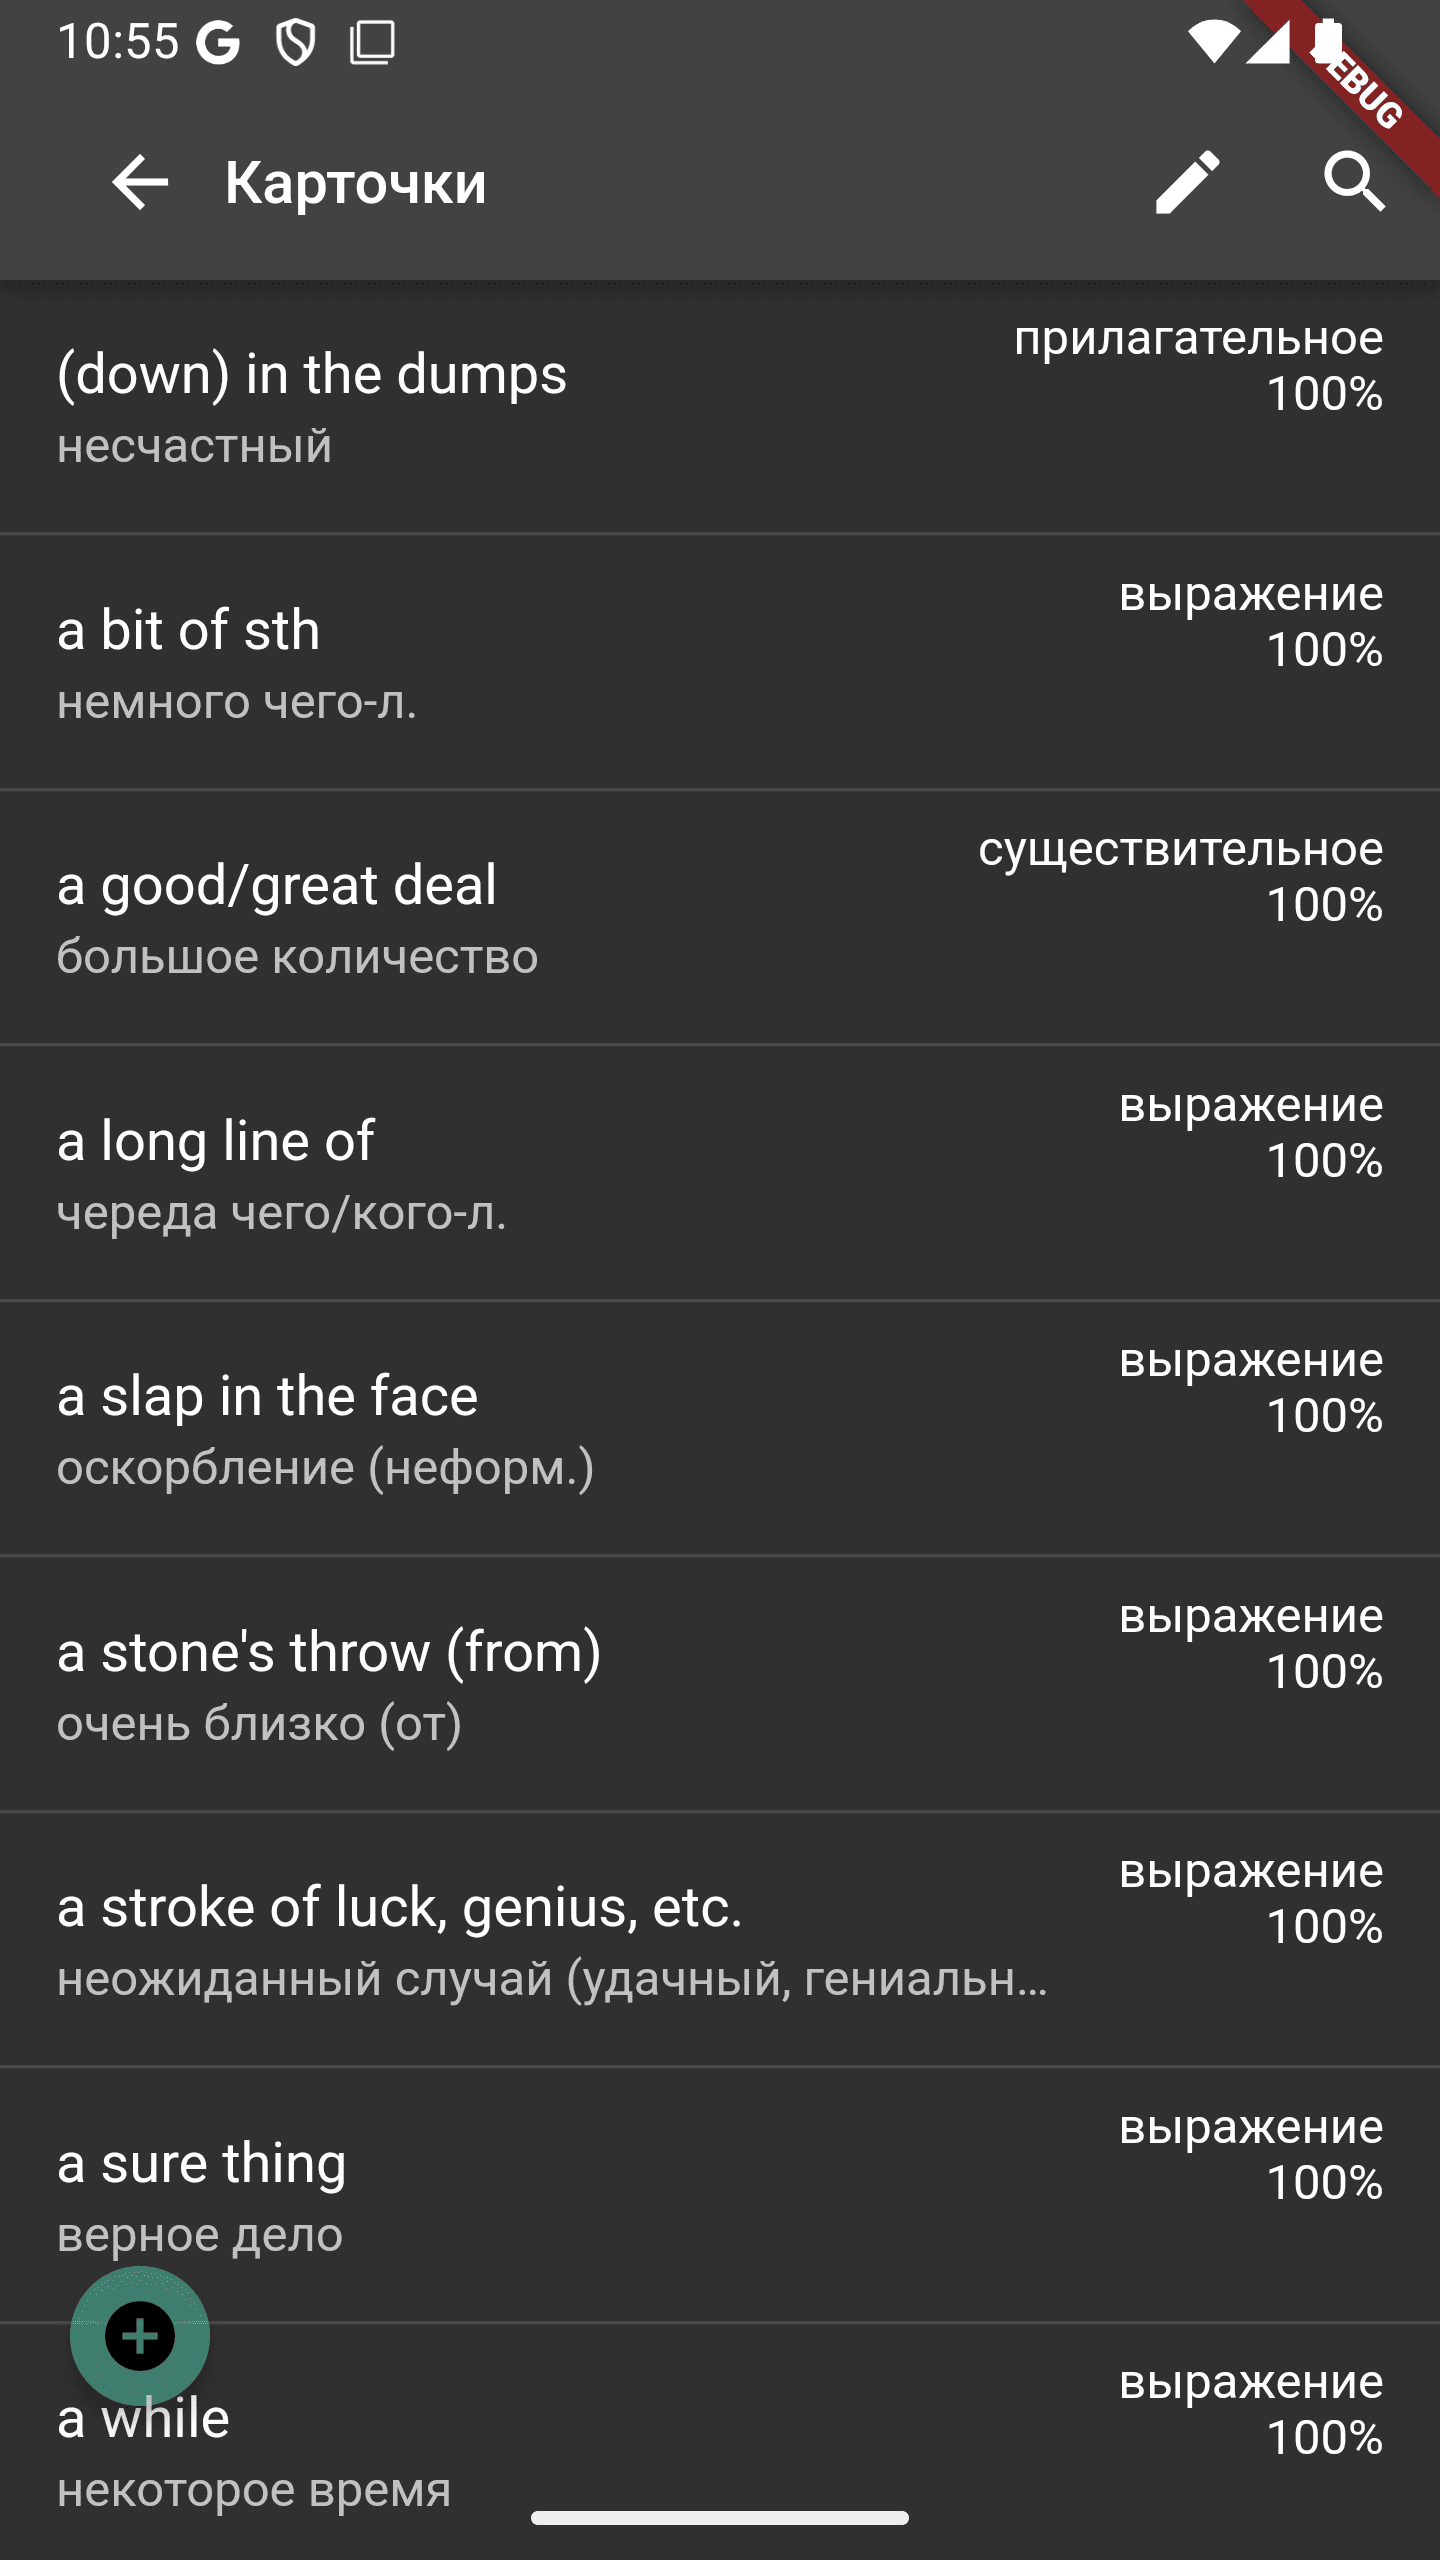 10:55
DEBUG
Карточки
(down) in the dumps
несчастный
прилагательное
100%
a bit of sth
немного чего-л.
выражение
100%
a good/great deal
большое количество
существительное
100%
a long line of
череда чего/кого-л.
выражение
100%
a slap in the face
оскорбление (неформ.)
выражение
100%
a stone's throw (from)
очень близко (от)
выражение
100%
a stroke of luck, genius, etc.
неожиданный случай (удачный, гениальн...
выражение
100%
a sure thing
верное дело
выражение
100%
a while
некоторое время
выражение
100%